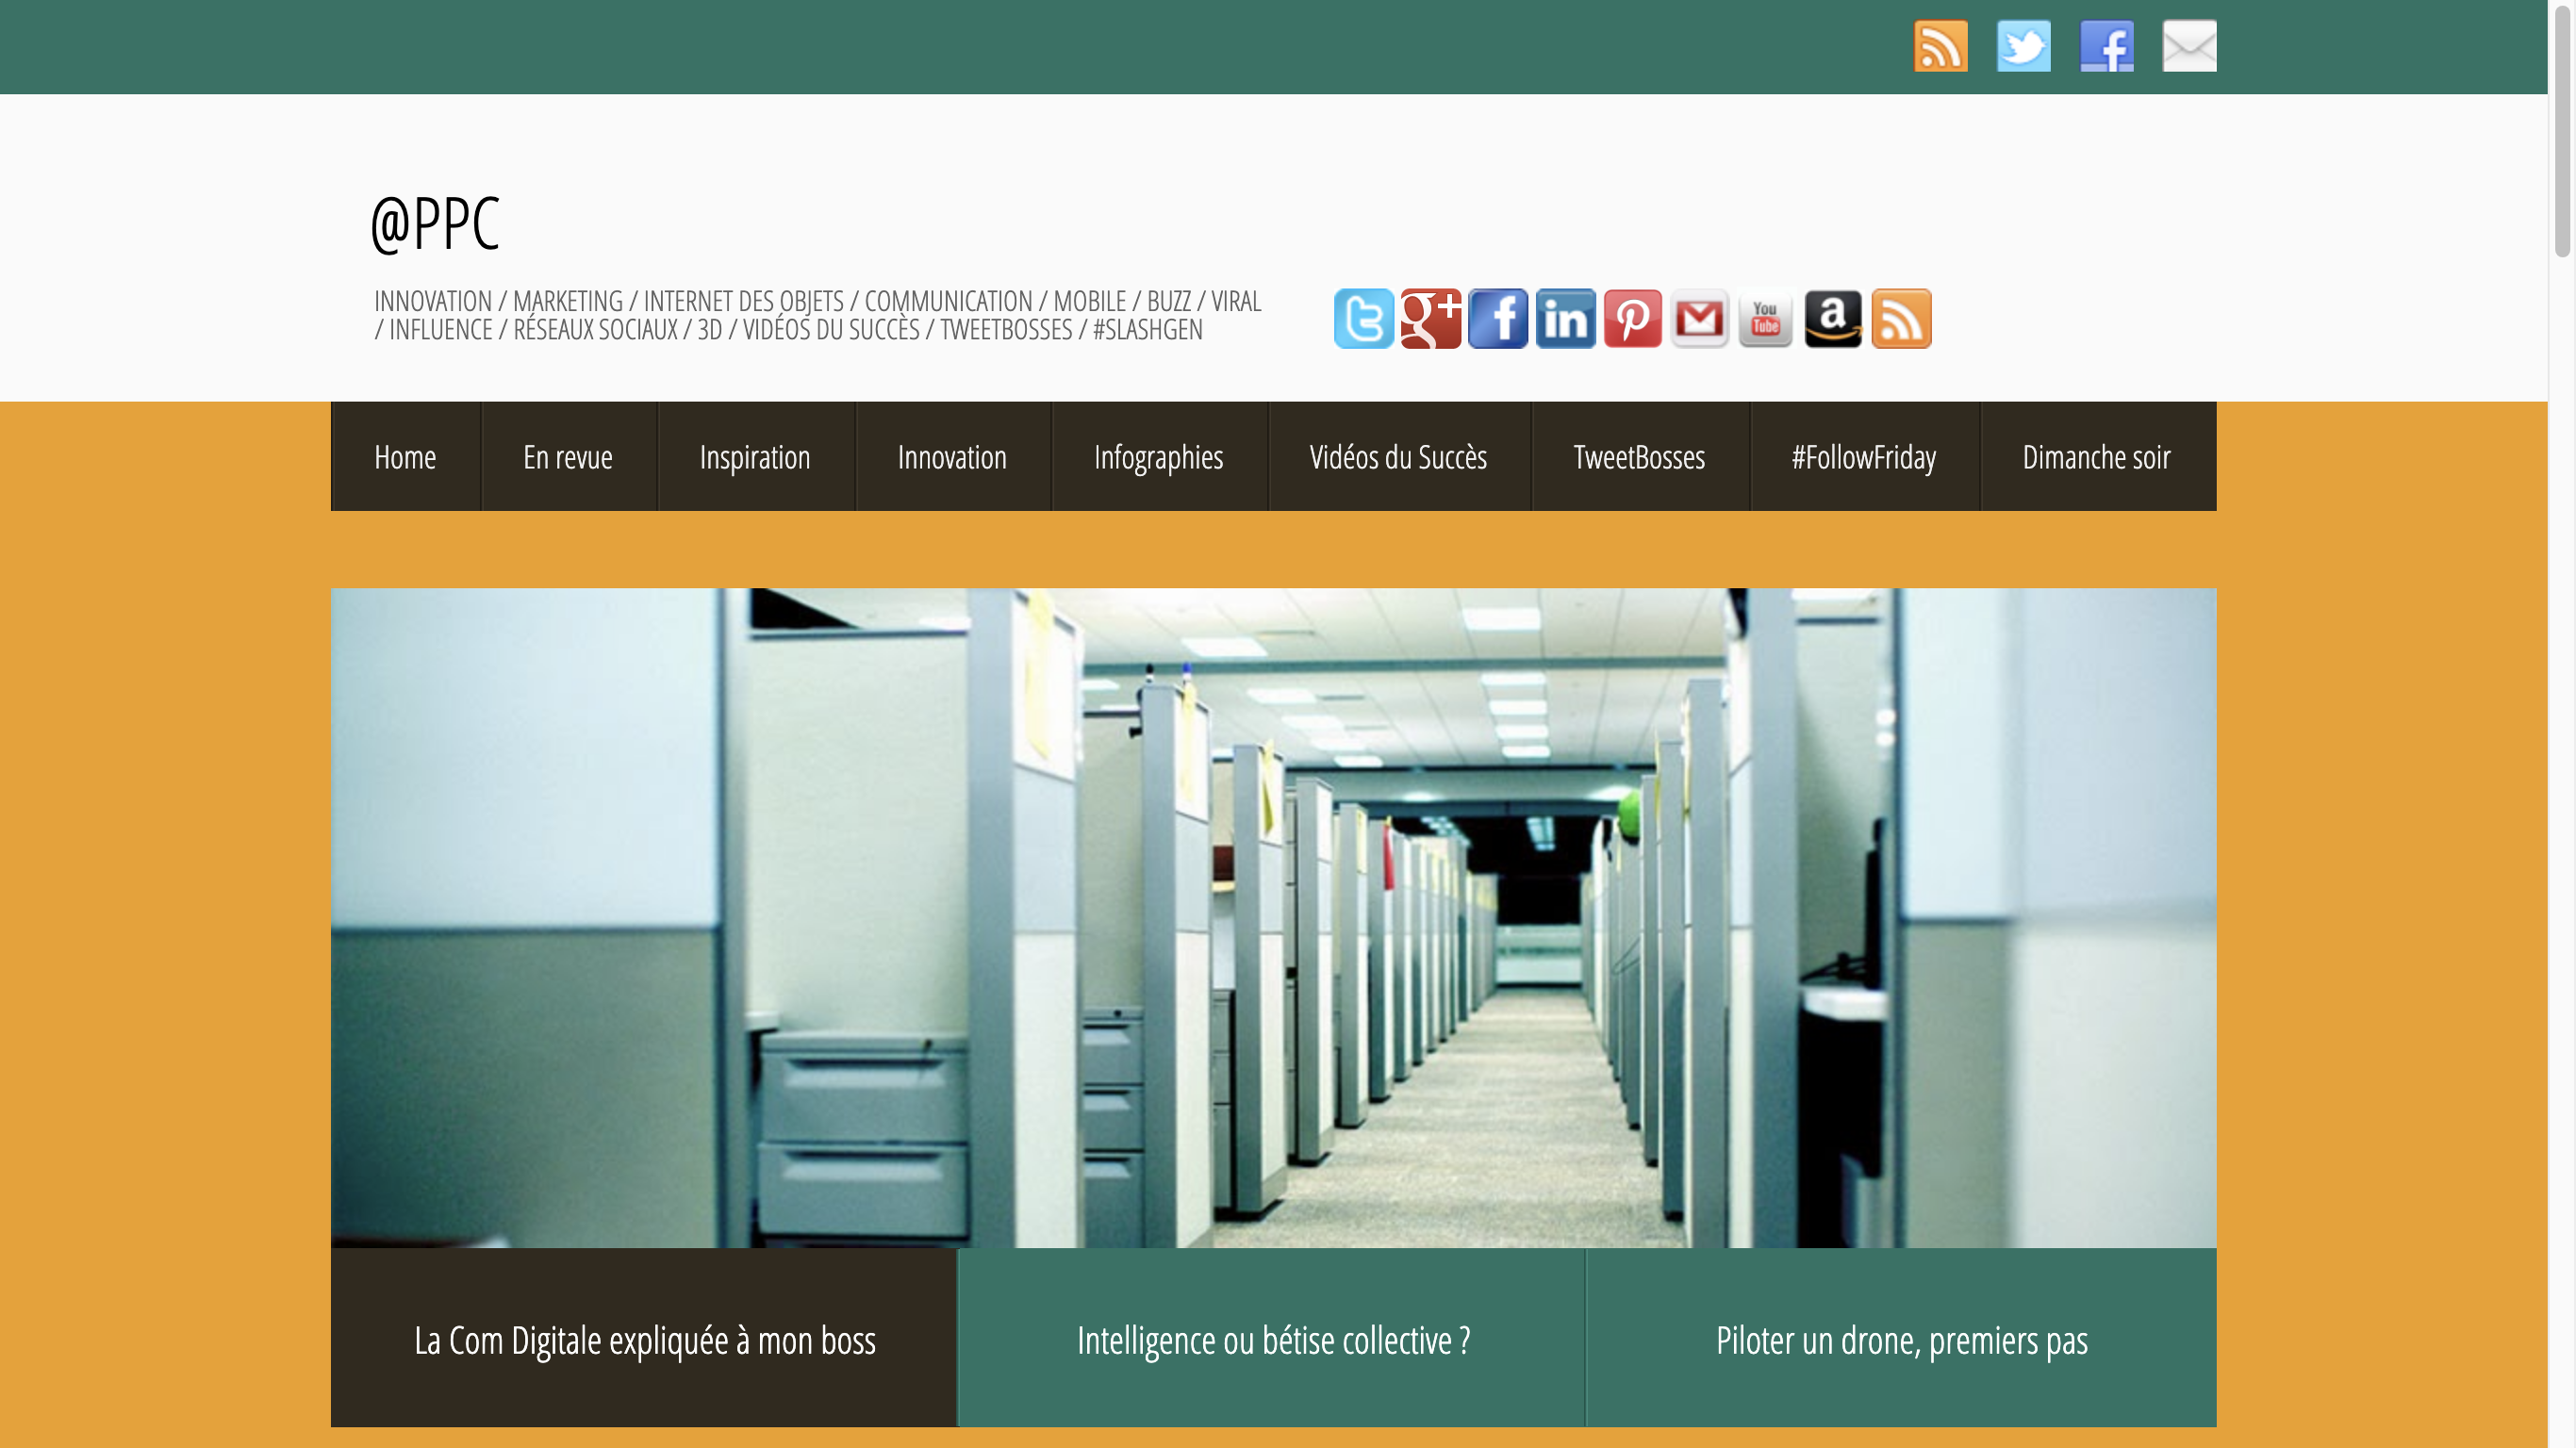 @PPC
INNOVATION / MARKETING / INTERNET DES OBJETS / COMMUNICATION / MOBILE / BUZZ / VIRAL
/ INFLUENCE / RÉSEAUX SOCIAUX / 3D / VIDÉOS DU SUCCÈS / TWEETBOSSES / #SLASHGEN
You
Tube
Home
En revue
Inspiration
Innovation
Infographies
Vidéos du Succès
TweetBosses
#FollowFriday
Dimanche soir
La Com Digitale expliquée à mon boss
Intelligence ou bétise collective ?
Piloter un drone, premiers pas